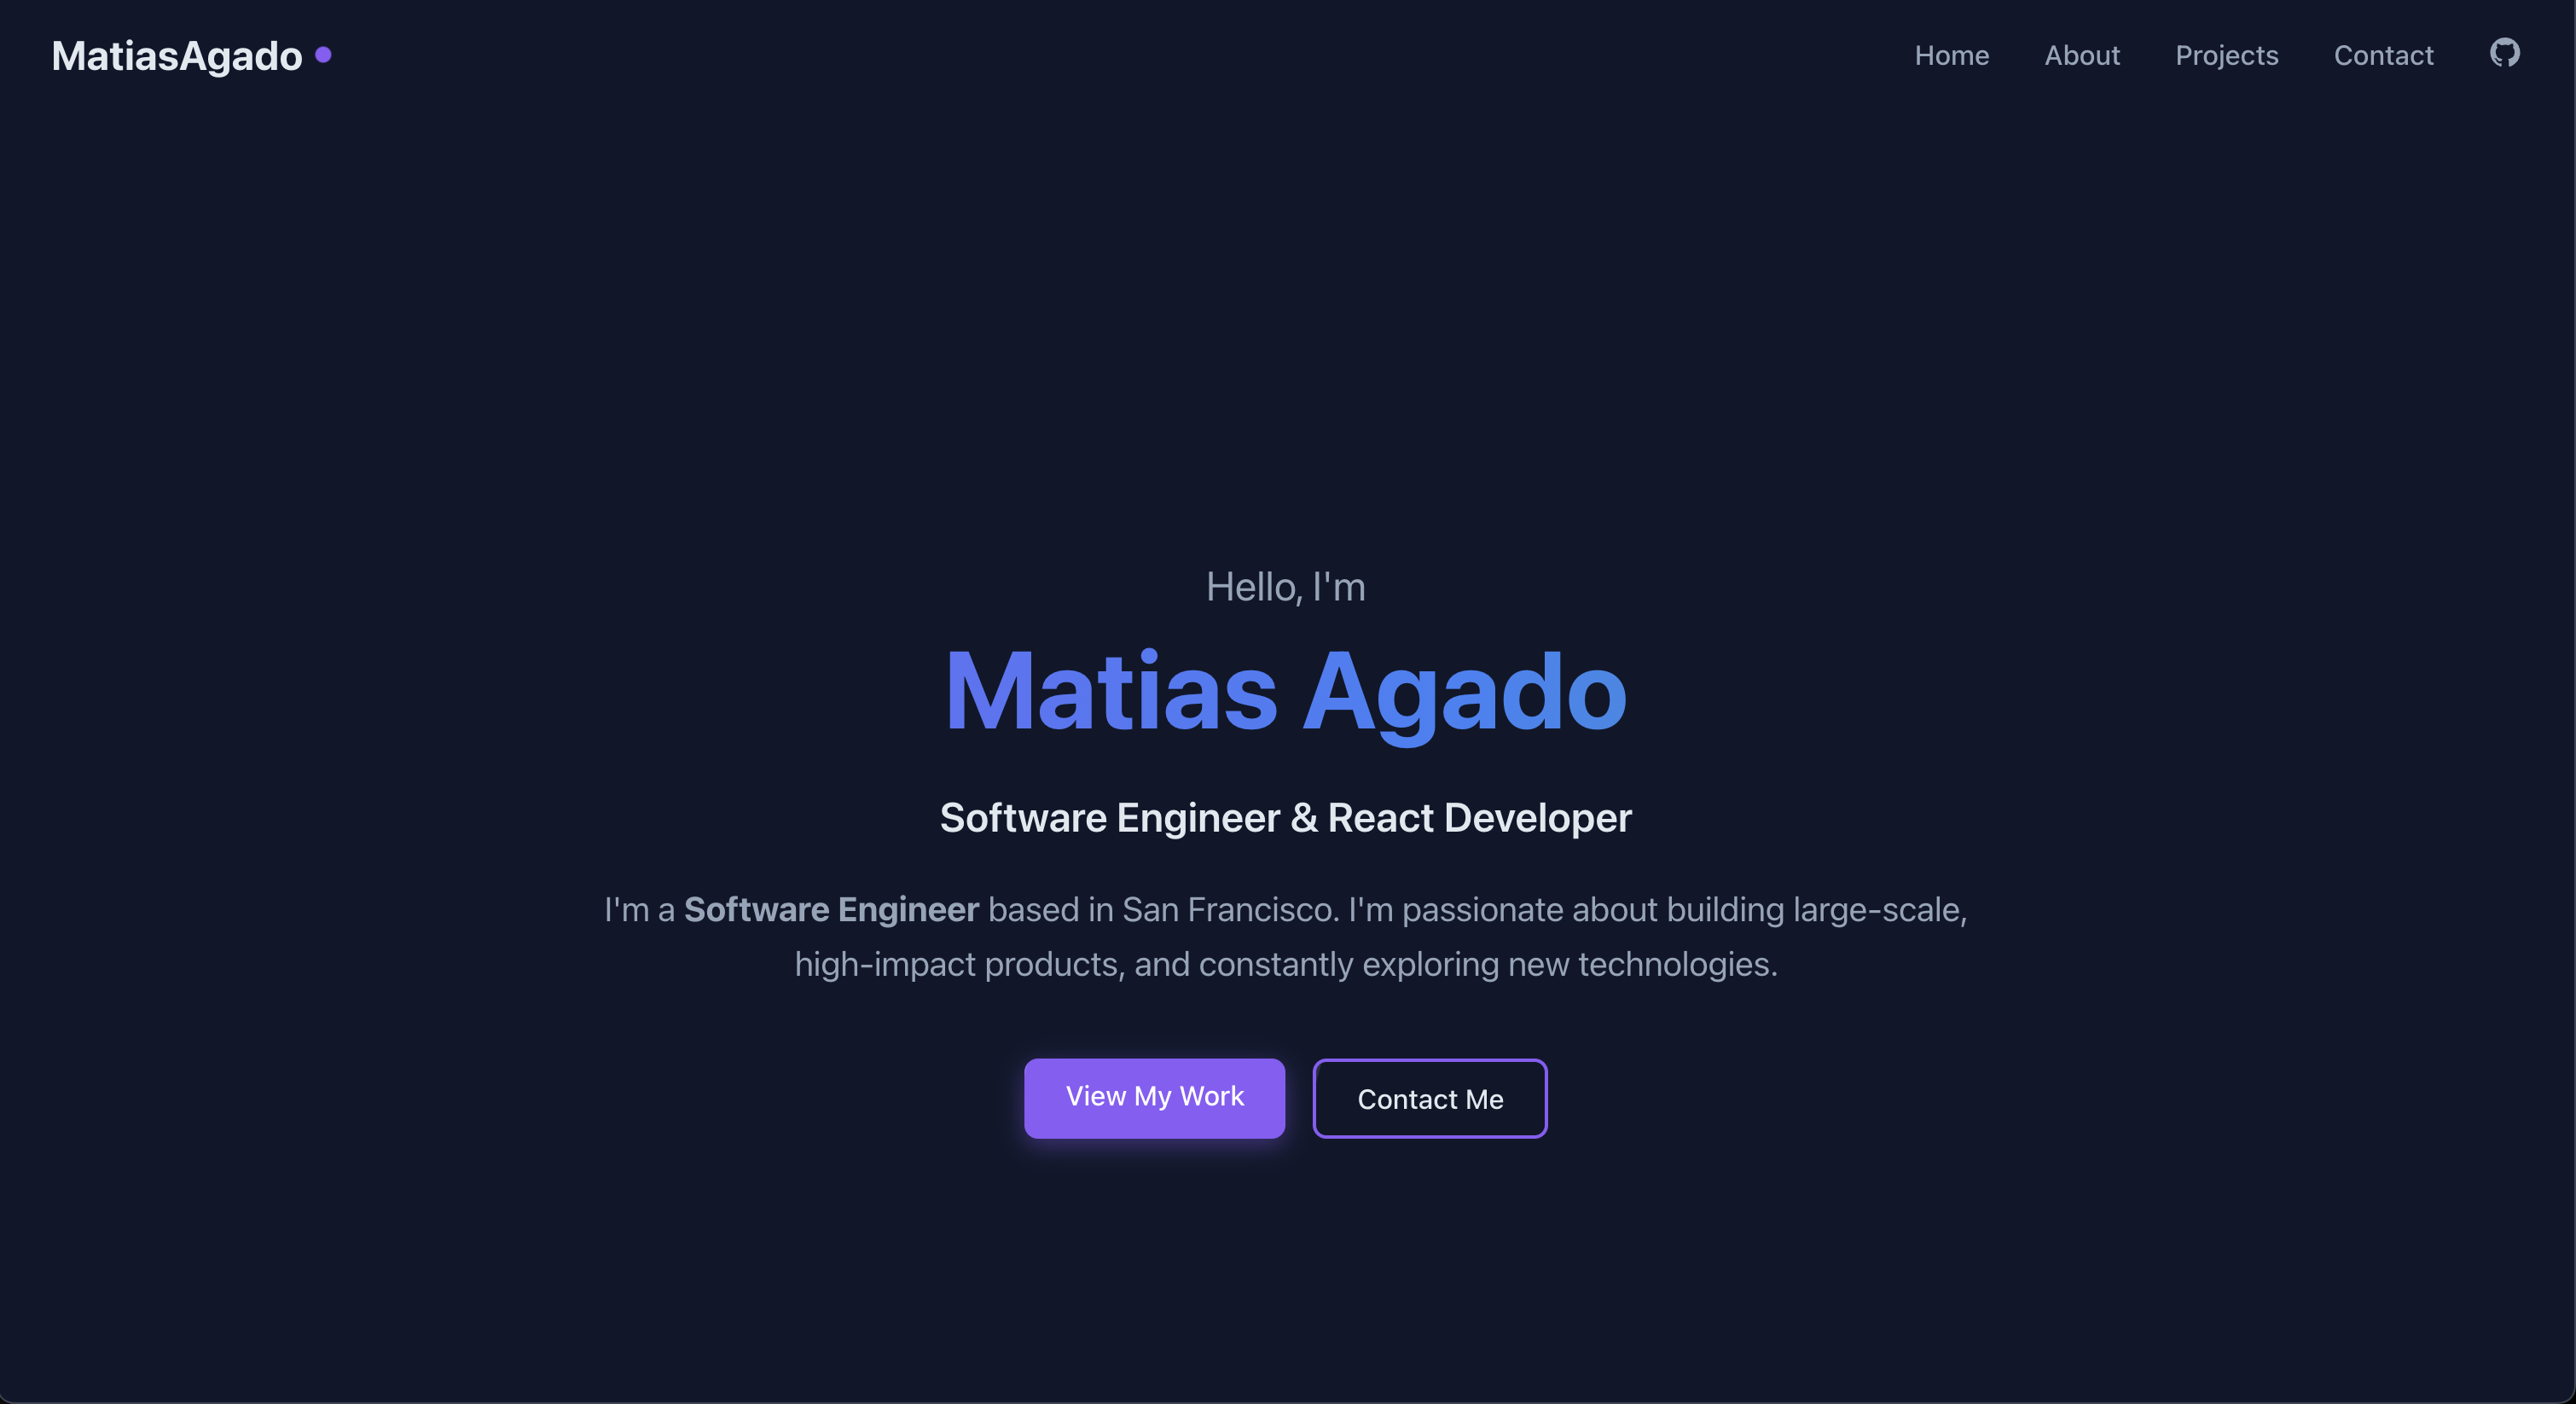 MatiasAgado
Home About Projects Contact
Hello, I'm
Matias Agado
Software Engineer & React Developer
I'm a Software Engineer based in San Francisco. I'm passionate about building large-scale,
high-impact products, and constantly exploring new technologies.
View My Work
Contact Me